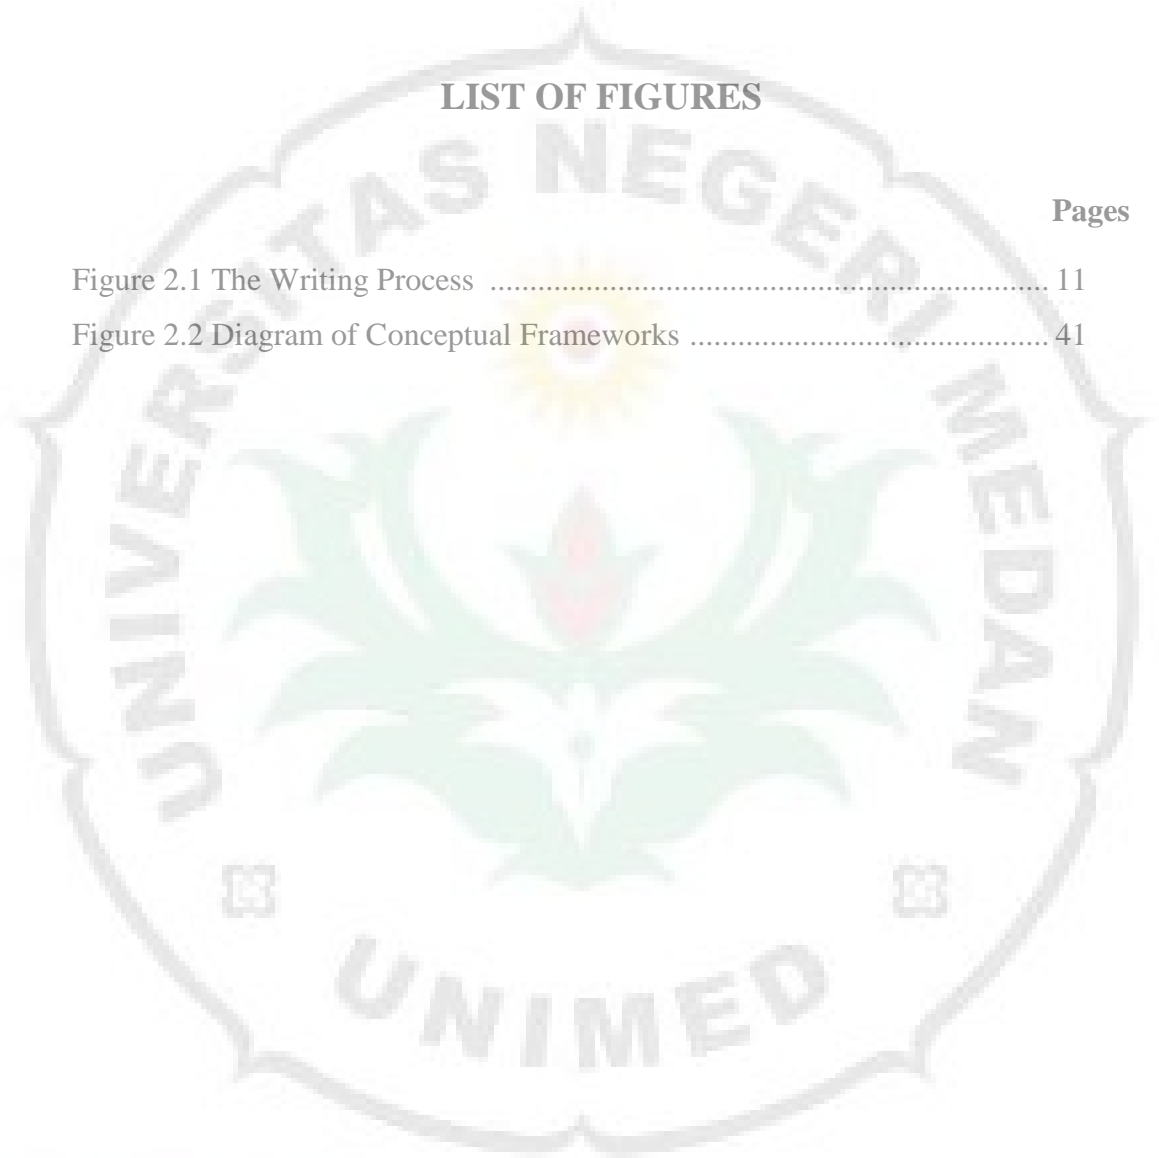 LIST OF FIGURES
Pages
Figure 2.1 The Writing Process ........................................................................ 11
Figure 2.2 Diagram of Conceptual Frameworks .............................................. 41
UNIVERSITAS NEGERI MEDAN
UNIMED